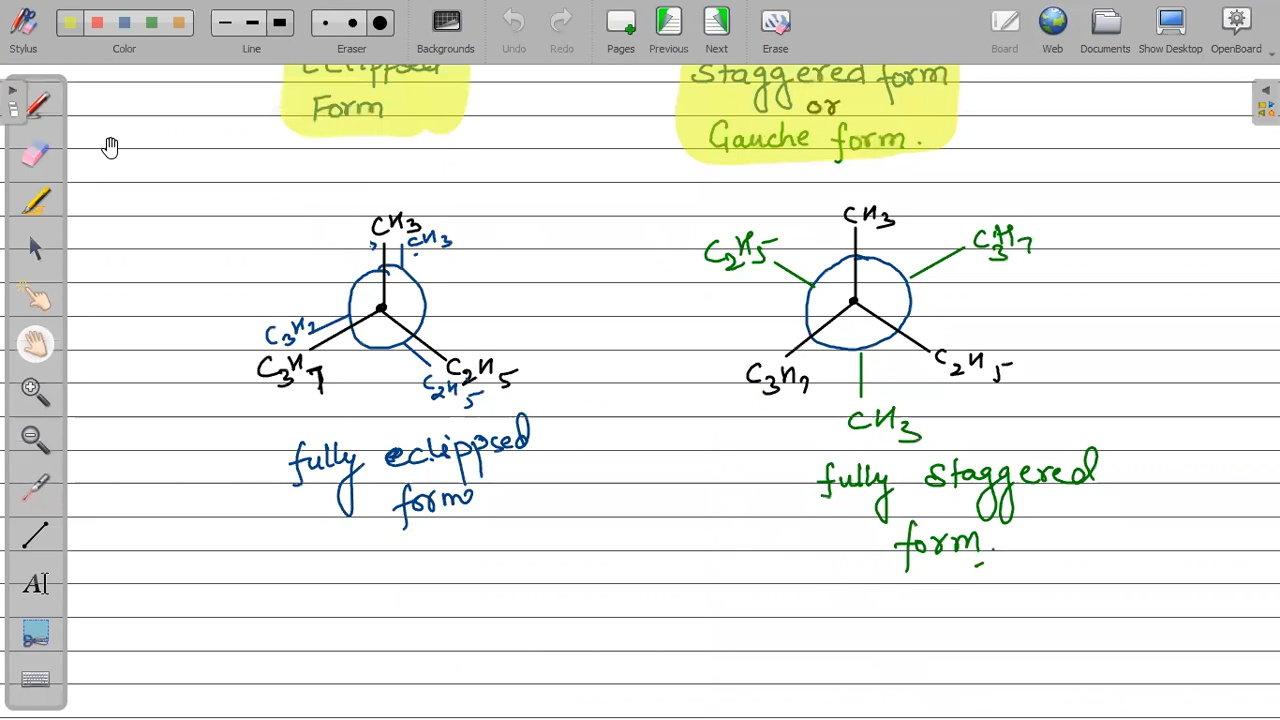 Stylus Color Line Eraser Backgrounds Undo Redo Pages Previous Next Erase Board Web Documents Show Desktop OpenBoard
Eclippsed
Form
Staggered form
or
Gauche form.
CH3
CH3
C3H7
C3H7
C2H5
C2H5
fully eclippsed
form
CH3
C2H5
C3H7
C3H7
C2H5
CH3
fully staggered
form.